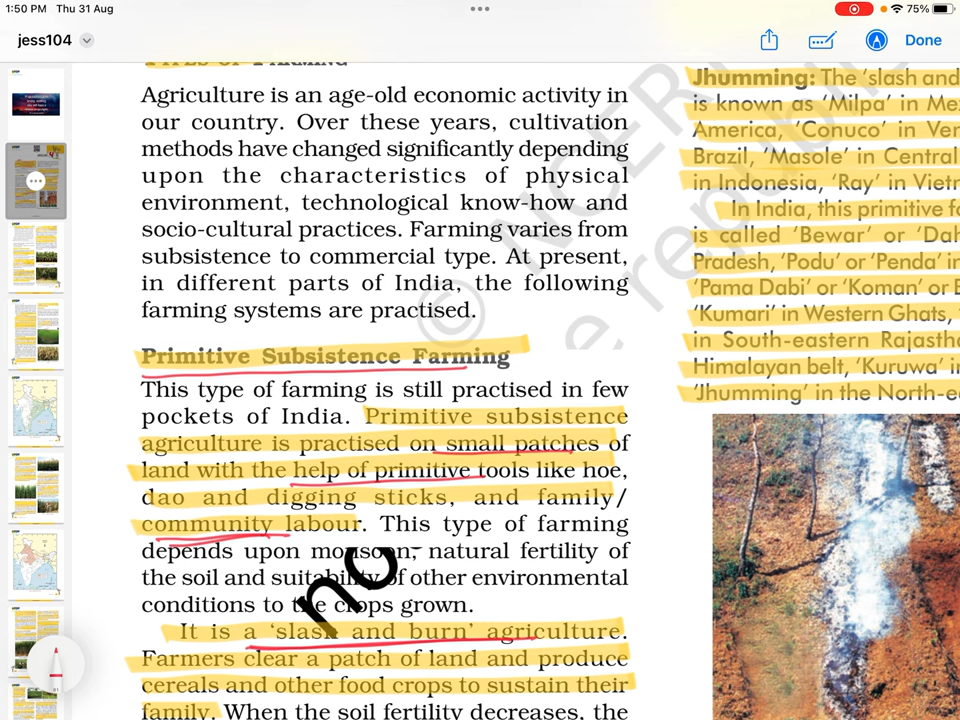 1:50 PM Thu 31 Aug
75%
jess104
Done
Agriculture is an age-old economic activity in
our country. Over these years, cultivation
methods have changed significantly depending
upon the characteristics of physical
environment, technological know-how and
socio-cultural practices. Farming varies from
subsistence to commercial type. At present,
in different parts of India, the following
farming systems are practised.
Primitive Subsistence Farming
This type of farming is still practised in few
pockets of India. Primitive subsistence
agriculture is practised on small patches of
land with the help of primitive tools like hoe,
dao and digging sticks, and family/
community labour. This type of farming
depends upon monsoon, natural fertility of
the soil and suitability of other environmental
conditions to the crops grown.
It is a ‘slash and burn’ agriculture.
Farmers clear a patch of land and produce
cereals and other food crops to sustain their
family. When the soil fertility decreases, the
no
Jhumming: The ‘slash and
is known as ‘Milpa’ in Me
America, ‘Conuco’ in Ven
Brazil, ‘Masole’ in Central
in Indonesia, ‘Ray’ in Vietn
In India, this primitive fo
is called ‘Bewar’ or ‘Dah
Pradesh, ‘Podu’ or ‘Penda’ in
‘Pama Dabi’ or ‘Koman’ or B
‘Kumari’ in Western Ghats,
in South-eastern Rajastha
Himalayan belt, ‘Kuruwa’ in
‘Jhumming’ in the North-ea
© NCERT
e republi